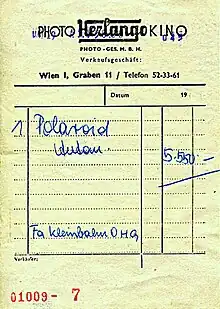 PHOTO Herlango KINO
PHOTO-GES. M. B. H.
Verkaufsgeschäft:
Wien I, Graben 11 / Telefon 52-33-61
Datum 19
1 Polaroid
5.550.-
Fa Kleinbahn OHG
Verkäufer:
01009- 7